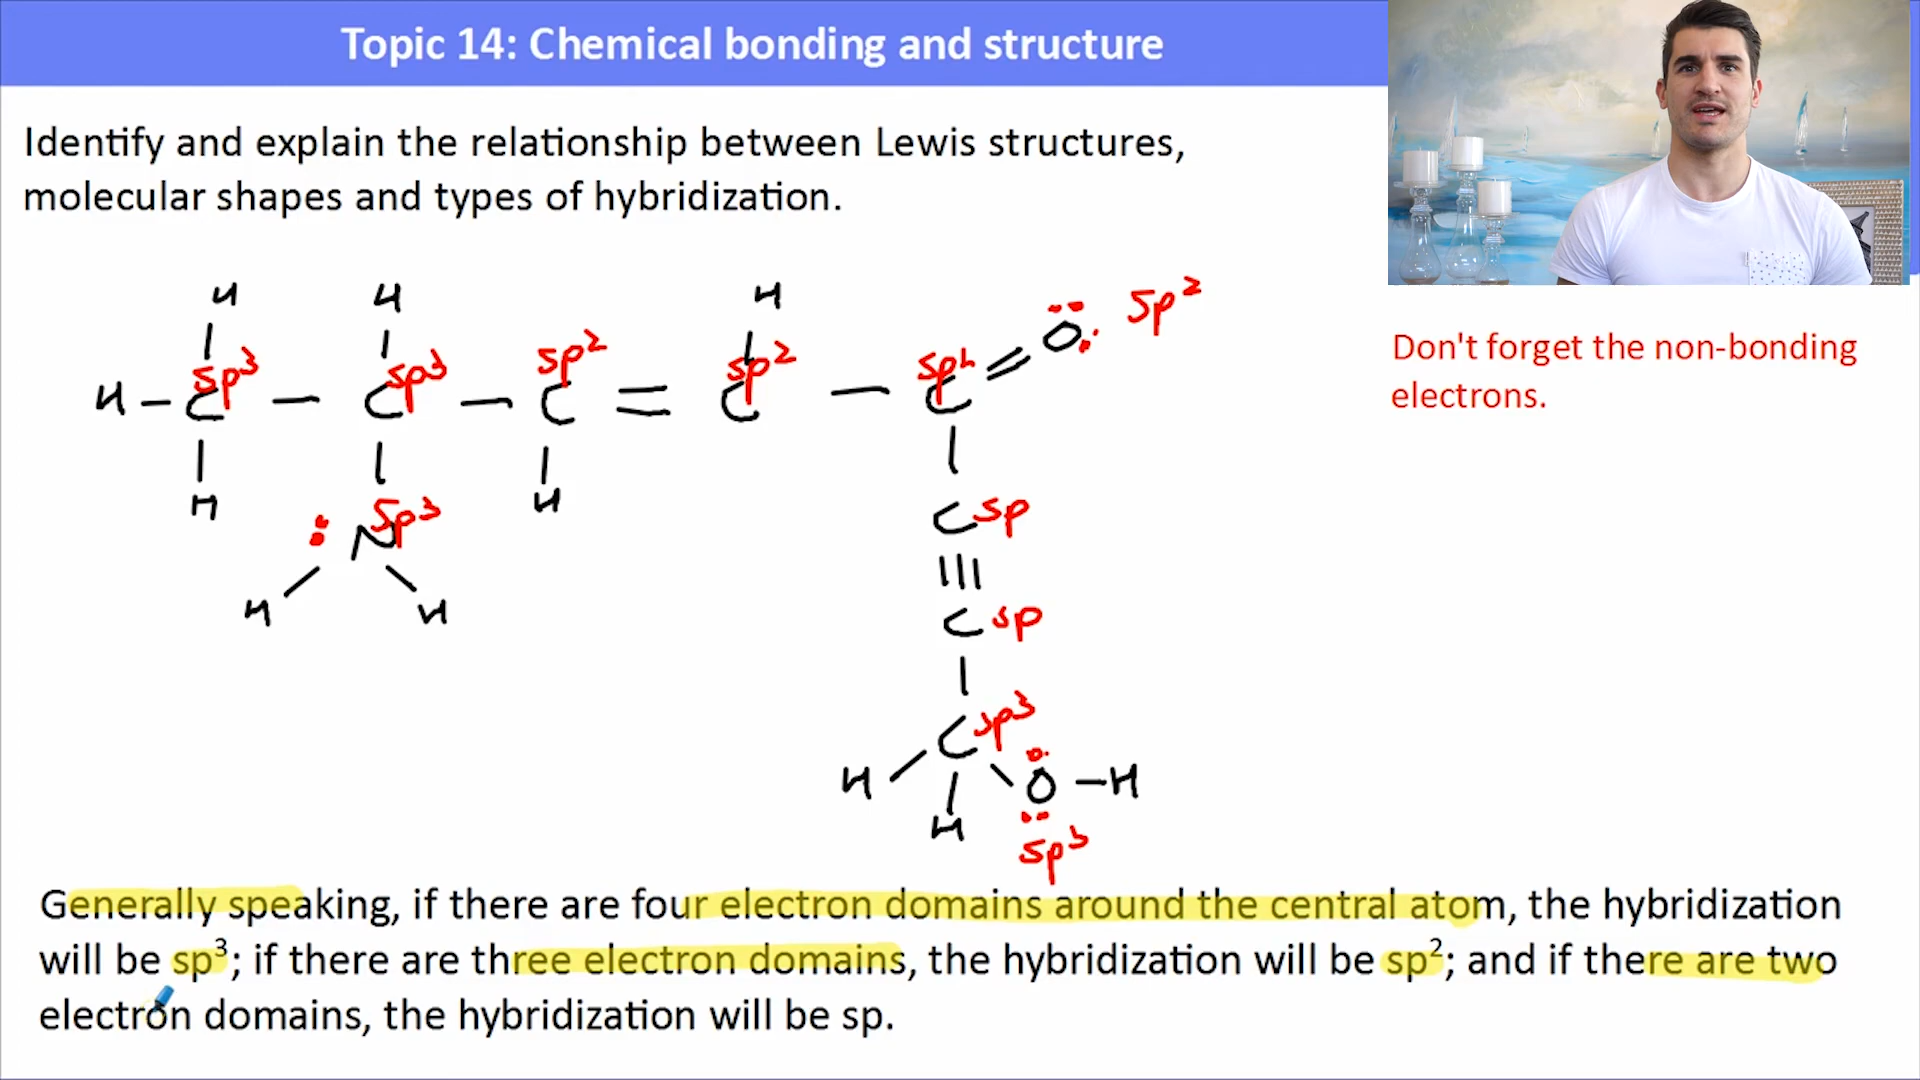 Topic 14: Chemical bonding and structure
Identify and explain the relationship between Lewis structures,
molecular shapes and types of hybridization.
Don't forget the non-bonding
electrons.
H H H O sp²
sp³ sp³ sp² sp² sp²
H – C – C – C = C – C
H N sp³ H
H H
C sp
C sp
C sp³
H O – H
H
sp³
Generally speaking, if there are four electron domains around the central atom, the hybridization
will be sp³; if there are three electron domains, the hybridization will be sp²; and if there are two
electron domains, the hybridization will be sp.